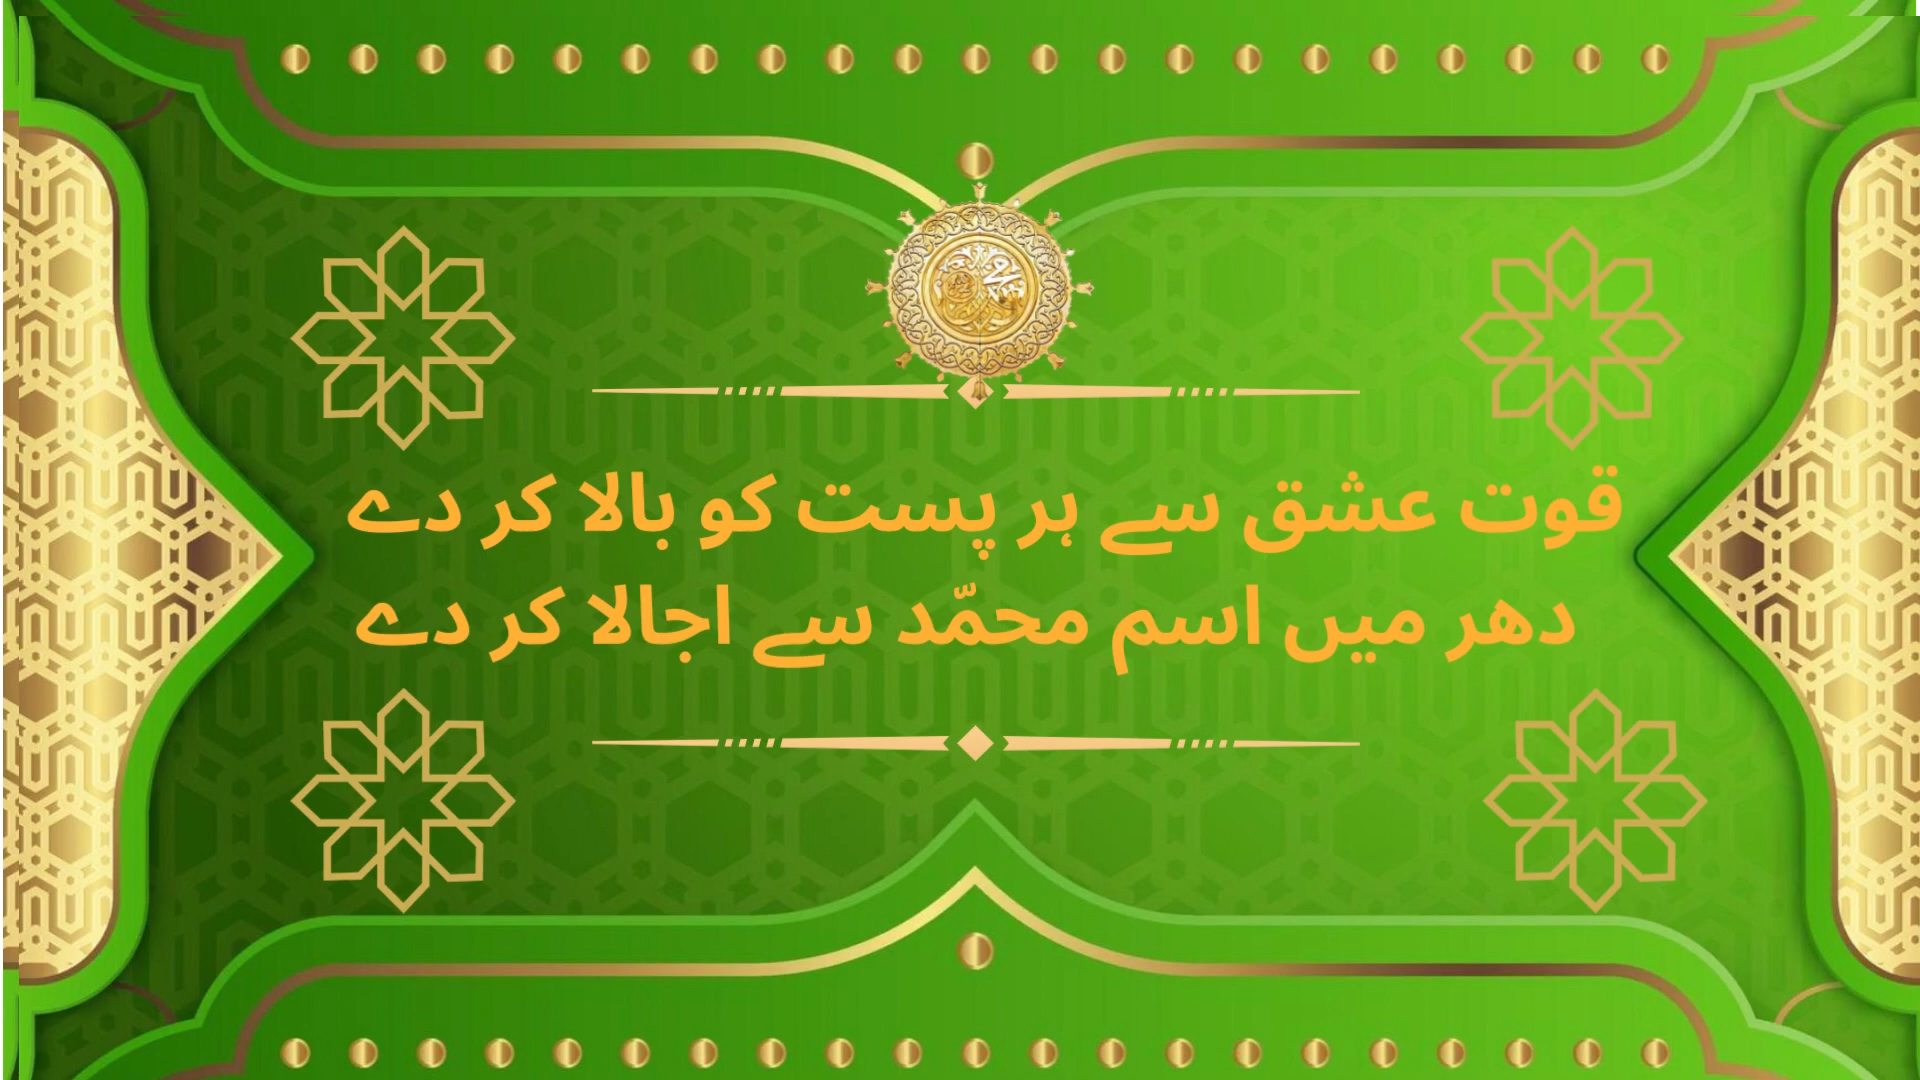 قوت عشق سے ہر پست کو بالا کر دے
دھر میں اسم محمّد سے اجالا کر دے